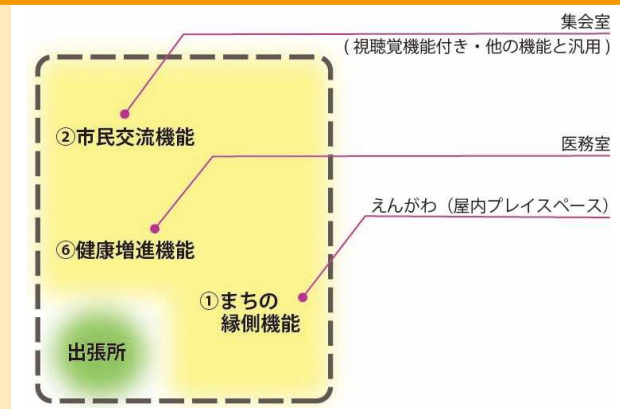 集会室
( 視聴覚機能付き・他の機能と汎用 )
②市民交流機能
医務室
えんがわ（屋内プレイスペース）
⑥健康増進機能
①まちの
縁側機能
出張所